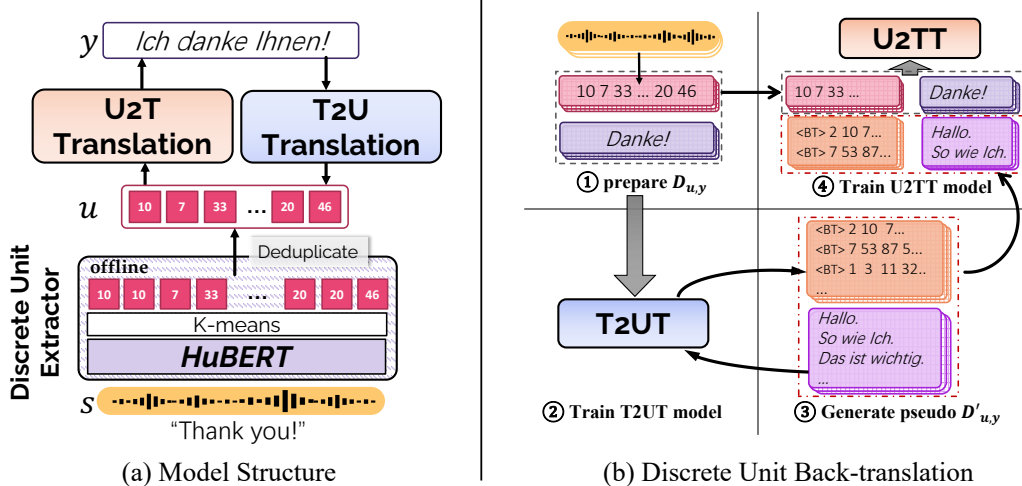 y
Ich danke Ihnen!
U2T
Translation
T2U
Translation
u
10 7 33 ... 20 46
Deduplicate
Discrete Unit
Extractor
offline
10 10 7 33 ... 20 20 46
K-means
HuBERT
s
“Thank you!”
(a) Model Structure
10 7 33 ... 20 46
Danke!
① prepare D_{u,y}
U2TT
10 7 33 ...
Danke!
<BT> 2 10 7...
<BT> 7 53 87...
Hallo.
So wie Ich.
④ Train U2TT model
T2UT
② Train T2UT model
<BT> 2 10 7...
<BT> 7 53 87 5...
<BT> 1 3 11 32..
...
Hallo.
So wie Ich.
Das ist wichtig.
...
③ Generate pseudo D'_{u,y}
(b) Discrete Unit Back-translation